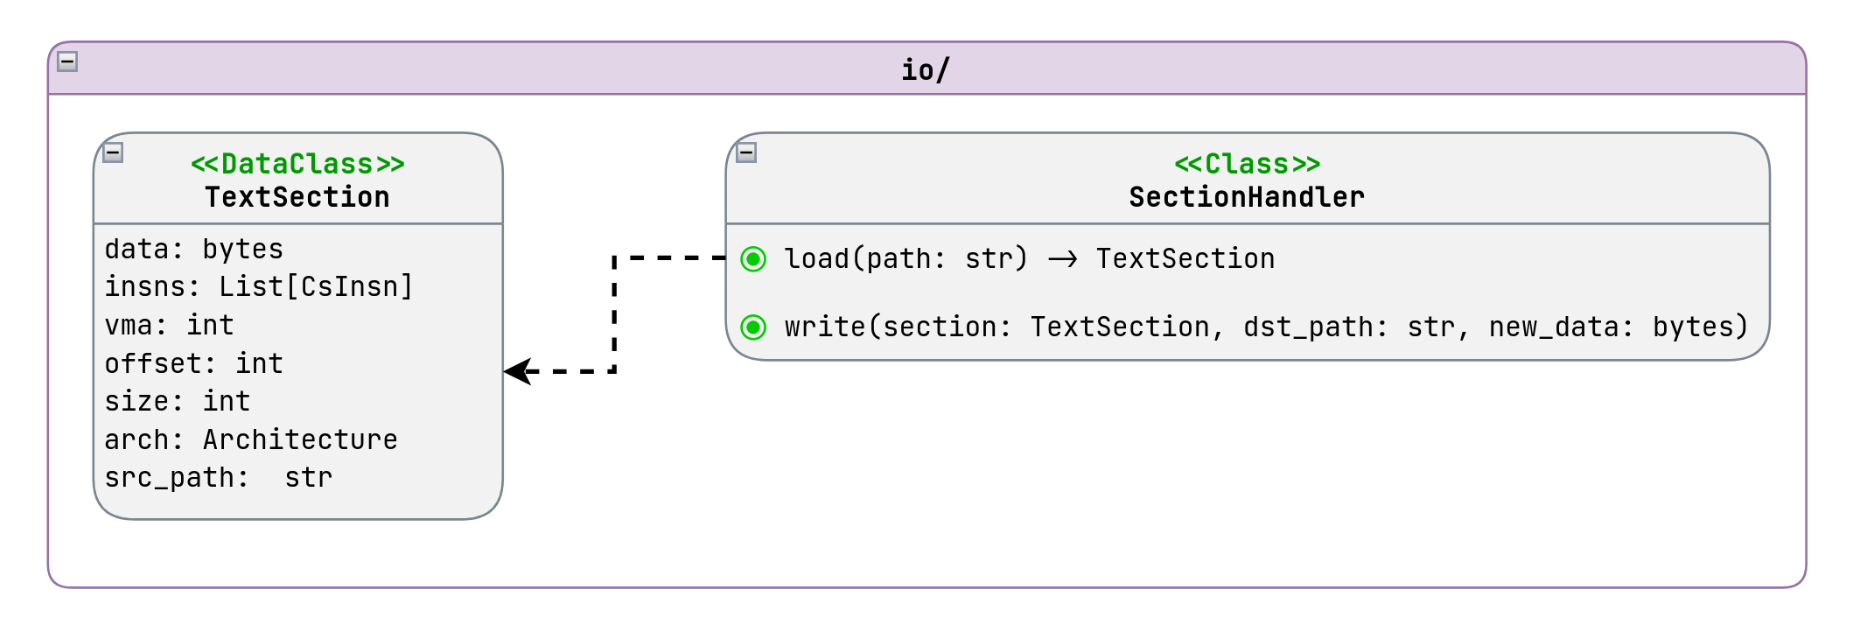 io/
<<DataClass>>
TextSection
data: bytes
insns: List[CsInsn]
vma: int
offset: int
size: int
arch: Architecture
src_path:  str
<<Class>>
SectionHandler
load(path: str) → TextSection
write(section: TextSection, dst_path: str, new_data: bytes)